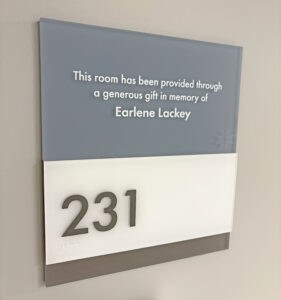 This room has been provided through
a generous gift in memory of
Earlene Lackey
231